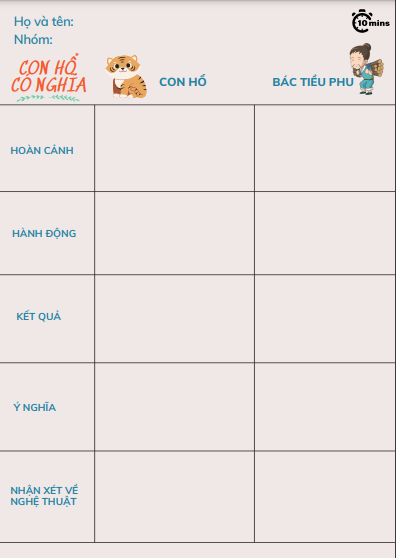 Họ và tên:
Nhóm:
10 mins
CON HỔ
CÓ NGHĨA
CON HỔ
BÁC TIỀU PHU
HOÀN CẢNH
HÀNH ĐỘNG
KẾT QUẢ
Ý NGHĨA
NHẬN XÉT VỀ
NGHỆ THUẬT